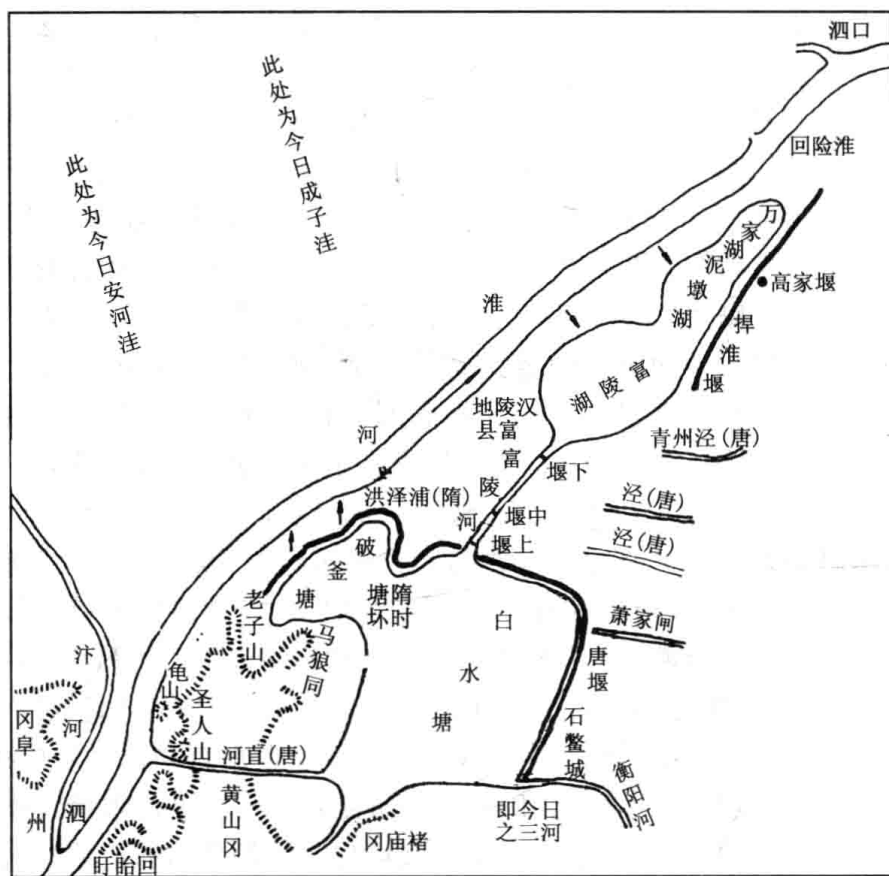 泗口
此处为今日成子洼
此处为今日安河洼
回险淮
万家湖
泥墩湖
高家堰
捍淮堰
富陵湖
淮河
汉富陵县地
青州泾(唐)
富陵河
堰下
洪泽浦(隋)
堰中
泾(唐)
堰上
泾(唐)
破釜塘
隋时塘坏
白水塘
萧家闸
唐堰
老子山
马狼同
龟山
圣人山
石鳖城
汴河
冈阜
河直(唐)
衡阳河
黄山冈
冈庙褚
即今日之三河
泗州
盱眙回